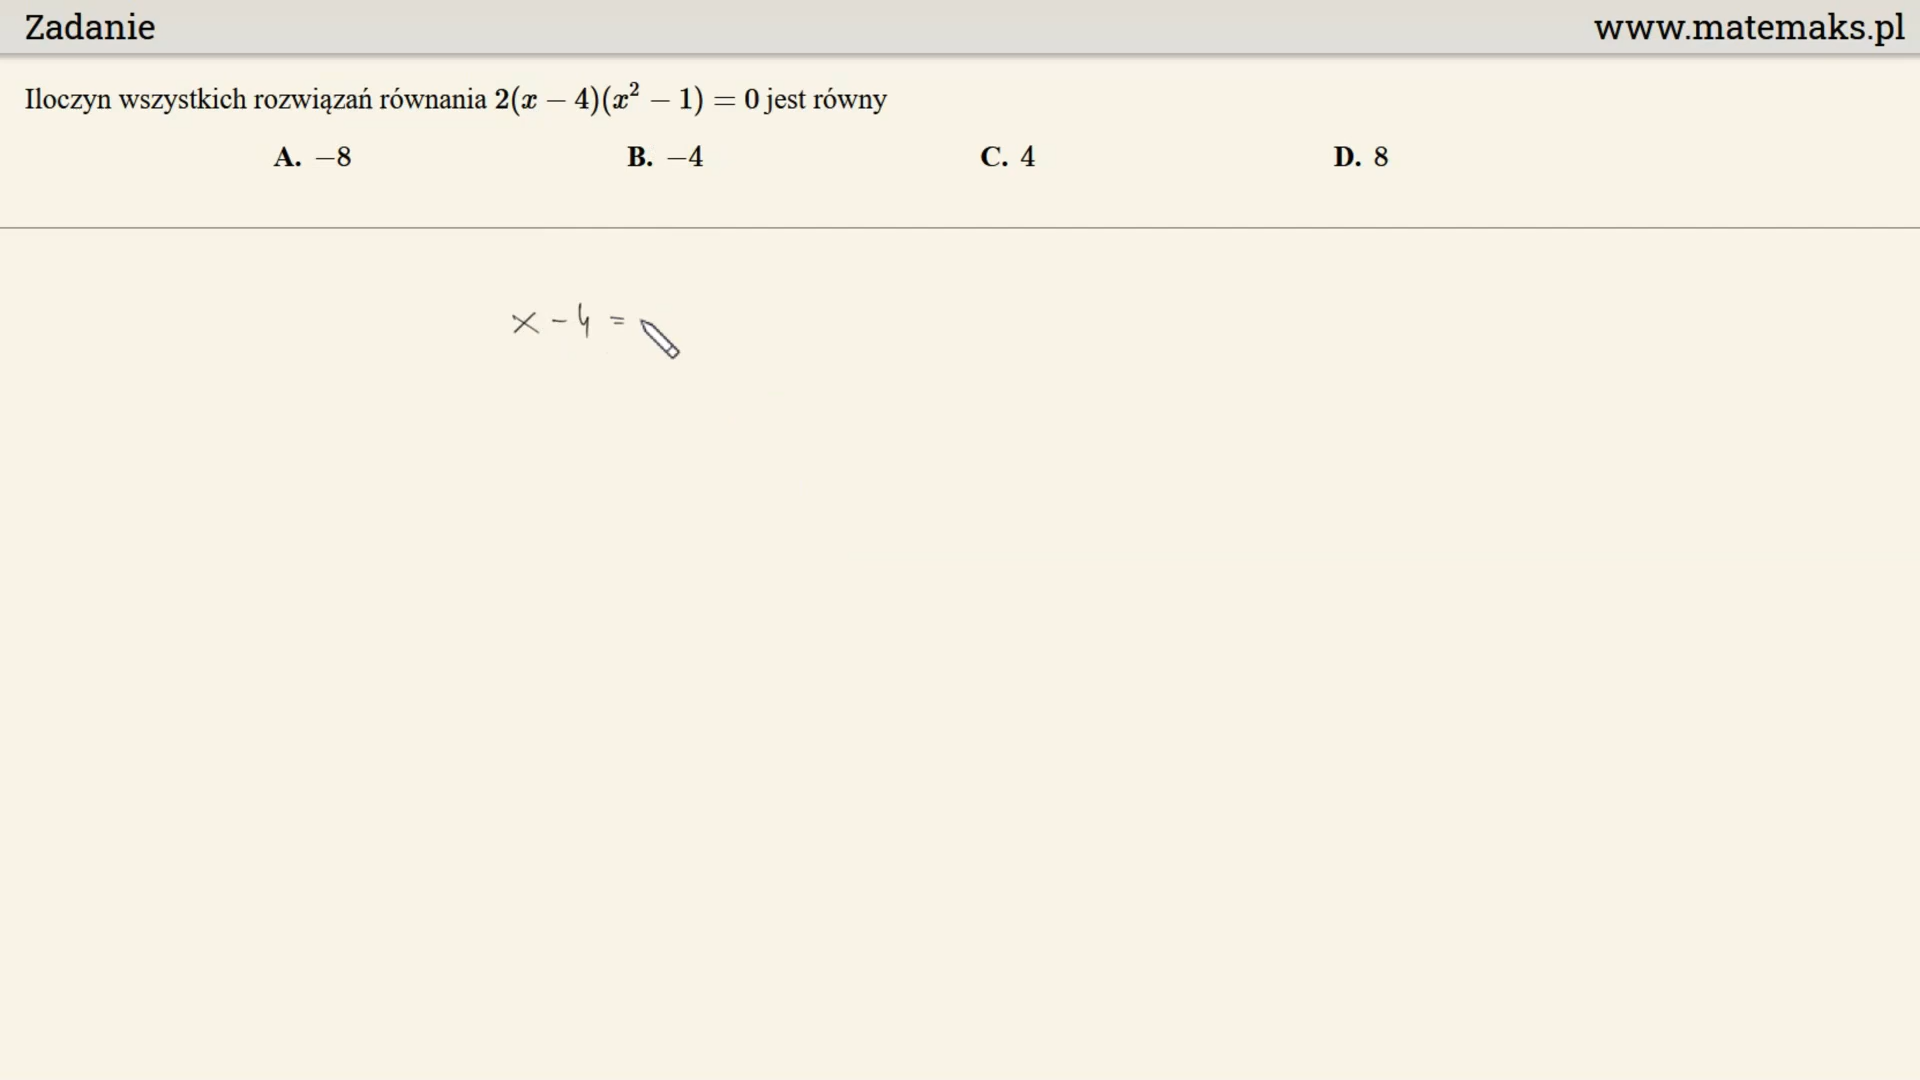 Zadanie www.matemaks.pl
Iloczyn wszystkich rozwiązań równania 2(x − 4)(x² − 1) = 0 jest równy
A. −8 B. −4 C. 4 D. 8
x − 4 =